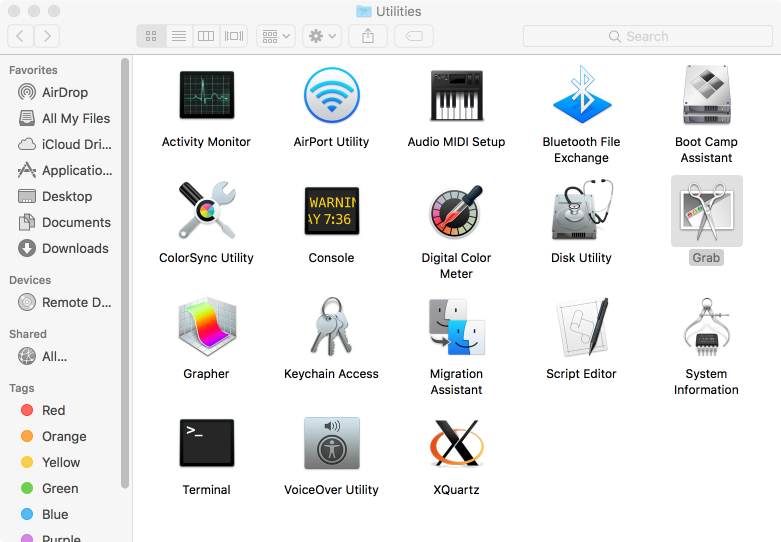 Utilities
Search
Favorites
AirDrop
All My Files
iCloud Dri...
Applicatio...
Desktop
Documents
Downloads
Devices
Remote D...
Shared
All...
Tags
Red
Orange
Yellow
Green
Blue
Purple
Activity Monitor
AirPort Utility
Audio MIDI Setup
Bluetooth File
Exchange
Boot Camp
Assistant
WARNIN
AY 7:36
ColorSync Utility
Console
Digital Color
Meter
Disk Utility
Grab
Grapher
Keychain Access
Migration
Assistant
Script Editor
System
Information
>_
Terminal
VoiceOver Utility
XQuartz